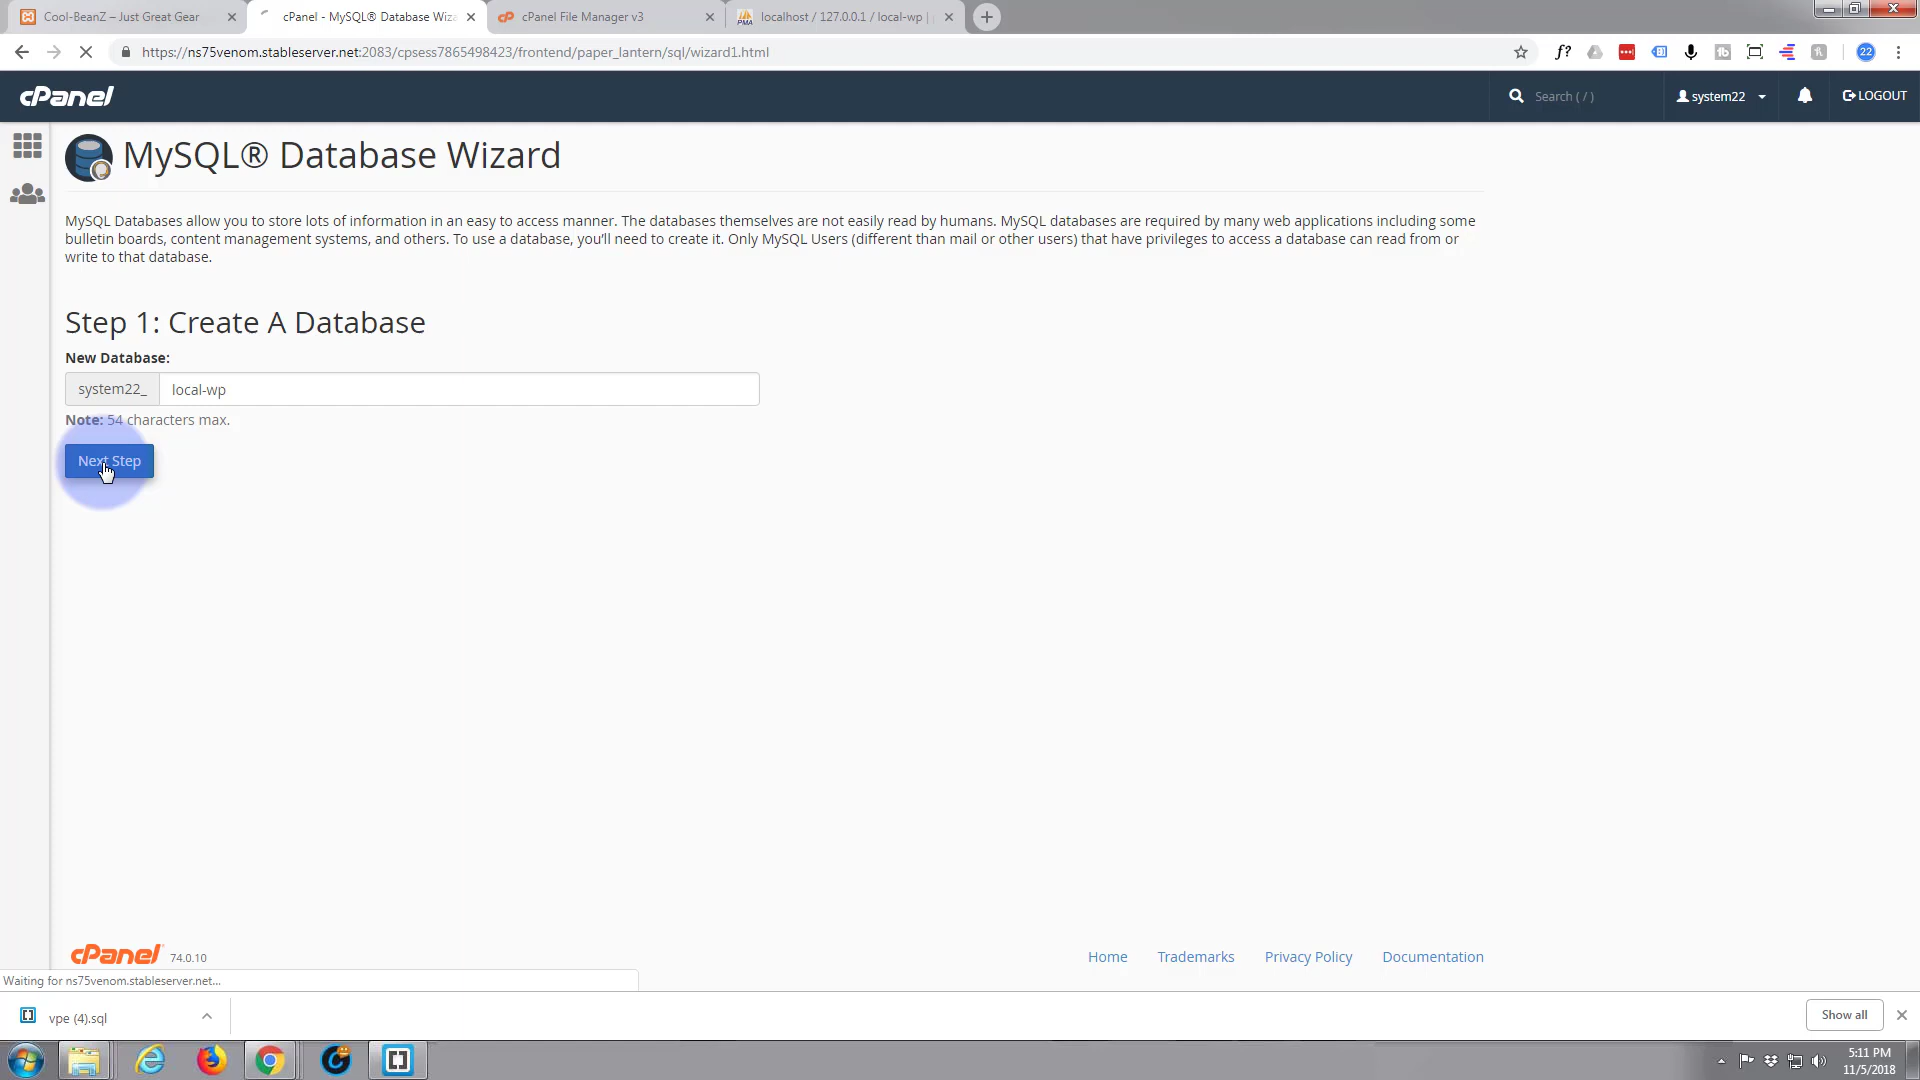 Cool-BeanZ – Just Great Gear
cPanel - MySQL® Database Wiza
cPanel File Manager v3
localhost / 127.0.0.1 / local-wp |
https://ns75venom.stableserver.net:2083/cpsess7865498423/frontend/paper_lantern/sql/wizard1.html
f?
22
cPanel
Search ( / )
system22
LOGOUT
MySQL® Database Wizard
MySQL Databases allow you to store lots of information in an easy to access manner. The databases themselves are not easily read by humans. MySQL databases are required by many web applications including some
bulletin boards, content management systems, and others. To use a database, you’ll need to create it. Only MySQL Users (different than mail or other users) that have privileges to access a database can read from or
write to that database.
Step 1: Create A Database
New Database:
system22_
local-wp
Note: 54 characters max.
Next Step
cPanel
74.0.10
Home
Trademarks
Privacy Policy
Documentation
Waiting for ns75venom.stableserver.net...
vpe (4).sql
Show all
5:11 PM
11/5/2018